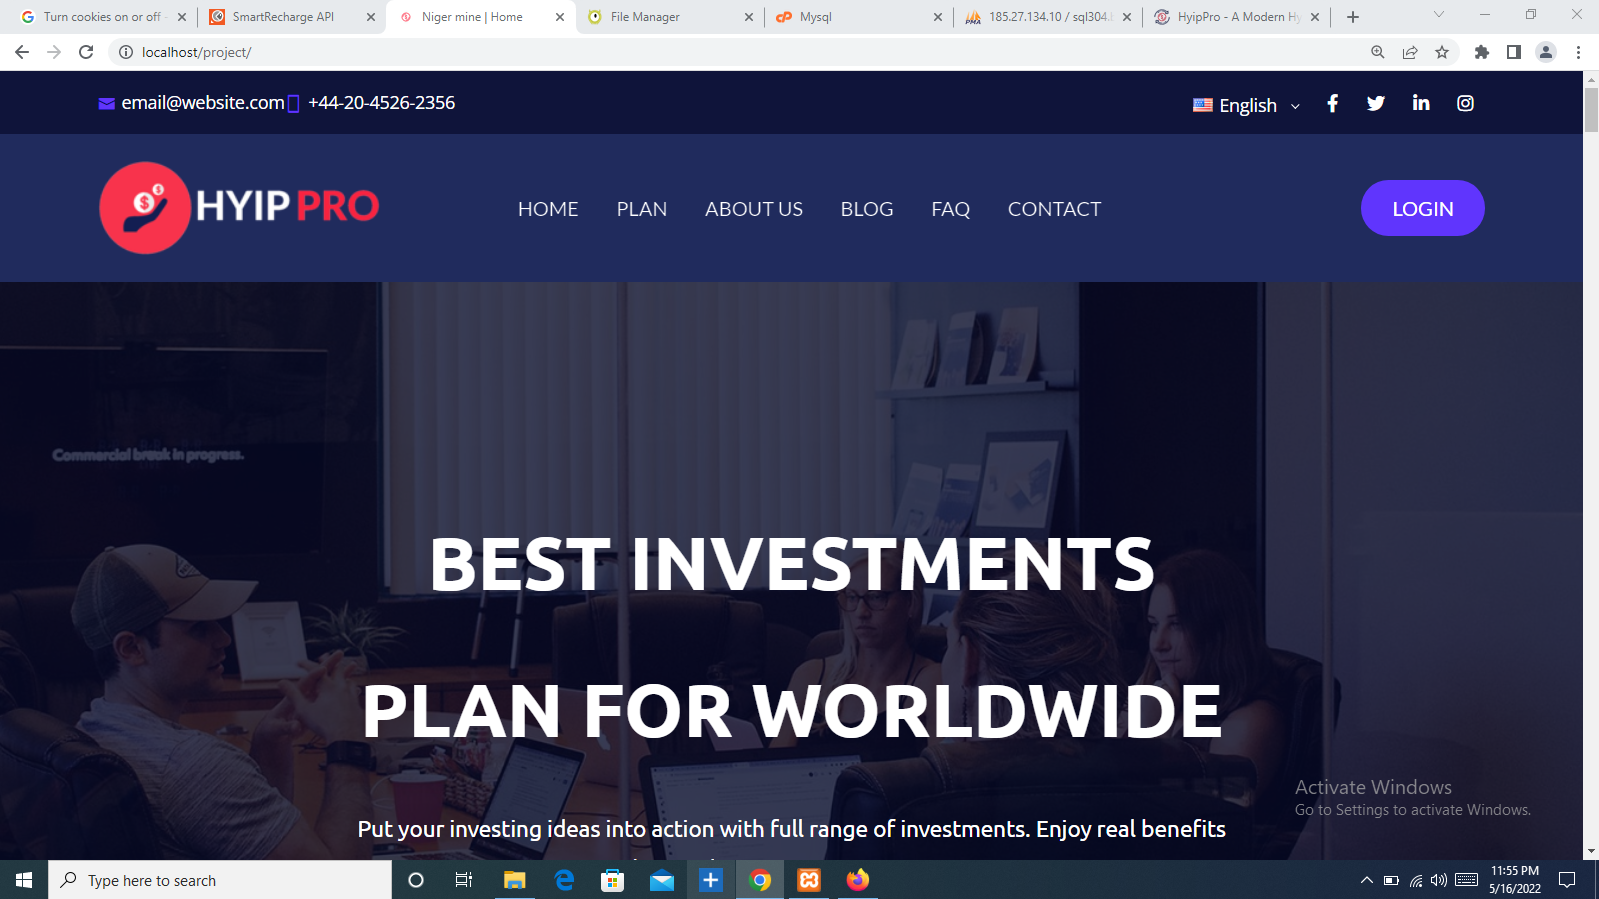 Turn cookies on or off
SmartRecharge API
Niger mine | Home
File Manager
Mysql
185.27.134.10 / sql304.
HyipPro - A Modern Hy
localhost/project/
email@website.com +44-20-4526-2356
English
HYIP PRO
HOME PLAN ABOUT US BLOG FAQ CONTACT
LOGIN
Commercial break in progress.
BEST INVESTMENTS
PLAN FOR WORLDWIDE
Put your investing ideas into action with full range of investments. Enjoy real benefits
Activate Windows
Go to Settings to activate Windows.
Type here to search
11:55 PM
5/16/2022